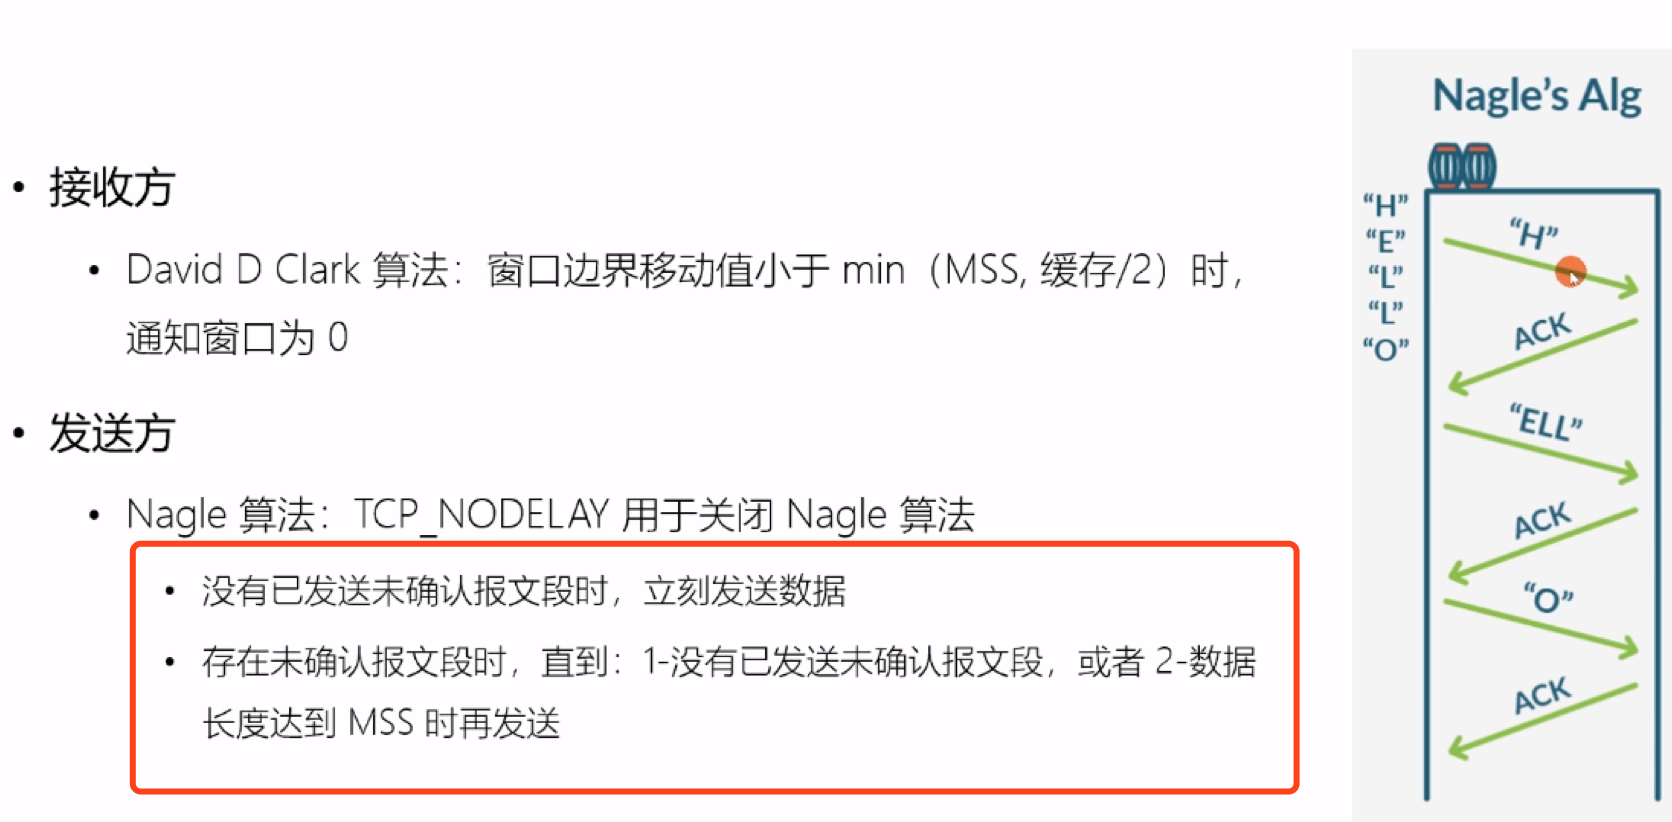 • 接收方
• David D Clark 算法：窗口边界移动值小于 min（MSS, 缓存/2）时，
通知窗口为 0
• 发送方
• Nagle 算法：TCP_NODELAY 用于关闭 Nagle 算法
• 没有已发送未确认报文段时，立刻发送数据
• 存在未确认报文段时，直到：1-没有已发送未确认报文段，或者 2-数据
长度达到 MSS 时再发送
Nagle’s Alg
“H”
“E”
“L”
“L”
“O”
“H”
ACK
“ELL”
ACK
“O”
ACK